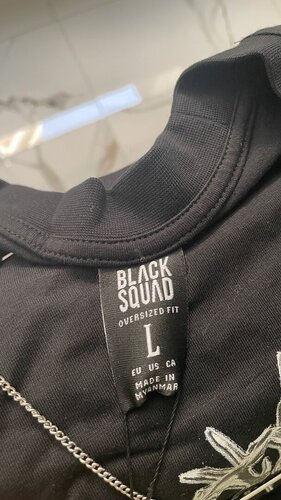 BLACK
SQUAD
OVERSIZED FIT
L
EU US CA
MADE IN
MYANMAR